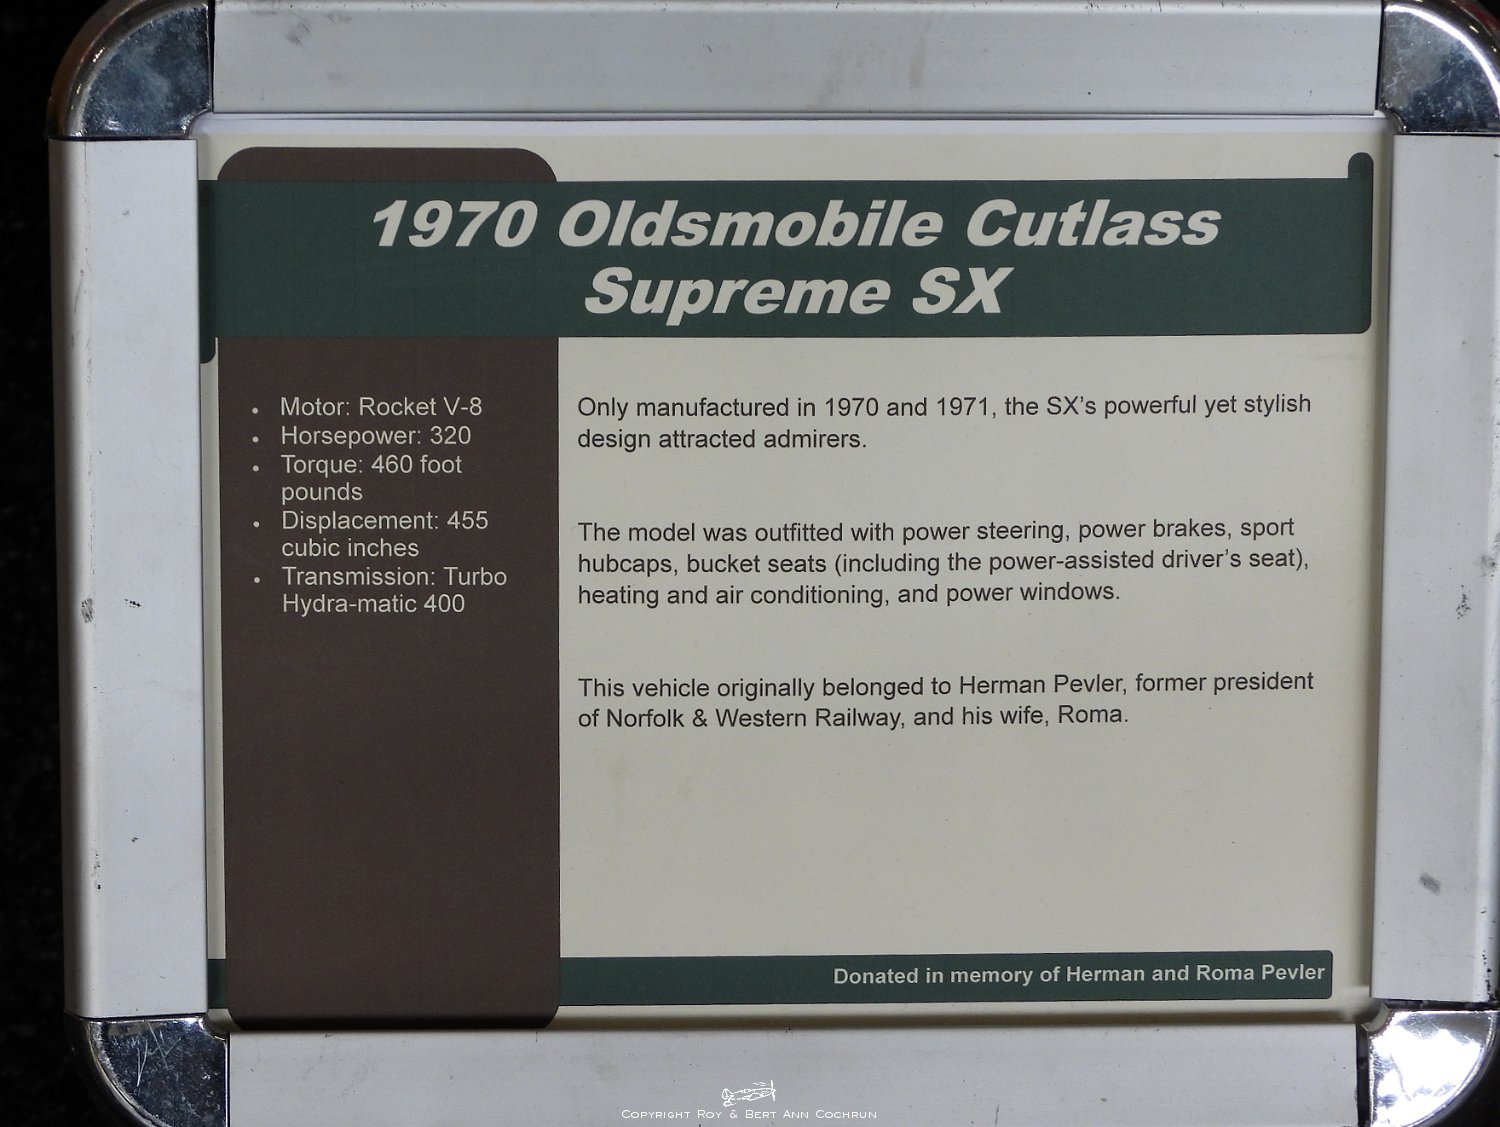 1970 Oldsmobile Cutlass
Supreme SX
• Motor: Rocket V-8
• Horsepower: 320
• Torque: 460 foot
pounds
• Displacement: 455
cubic inches
• Transmission: Turbo
Hydra-matic 400
Only manufactured in 1970 and 1971, the SX's powerful yet stylish
design attracted admirers.
The model was outfitted with power steering, power brakes, sport
hubcaps, bucket seats (including the power-assisted driver's seat),
heating and air conditioning, and power windows.
This vehicle originally belonged to Herman Pevler, former president
of Norfolk & Western Railway, and his wife, Roma.
Donated in memory of Herman and Roma Pevler
Copyright Roy & Bert Ann Cochrun